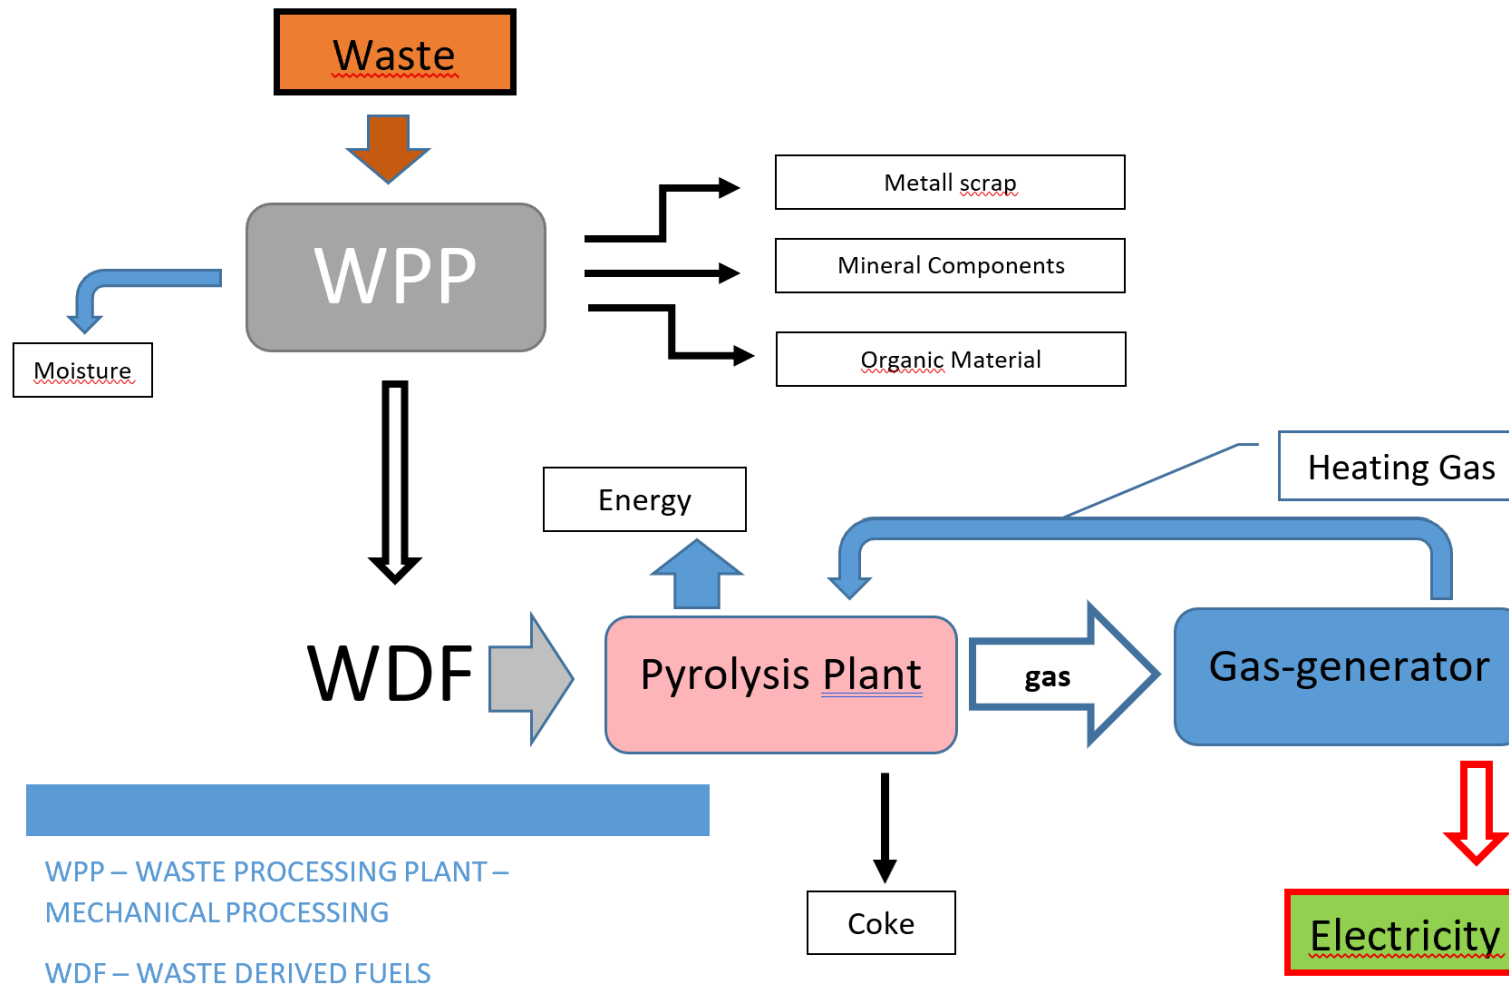 Waste
WPP
Metall scrap
Mineral Components
Organic Material
Moisture
Heating Gas
Energy
WDF
Pyrolysis Plant
gas
Gas-generator
WPP – WASTE PROCESSING PLANT –
MECHANICAL PROCESSING
WDF – WASTE DERIVED FUELS
Coke
Electricity